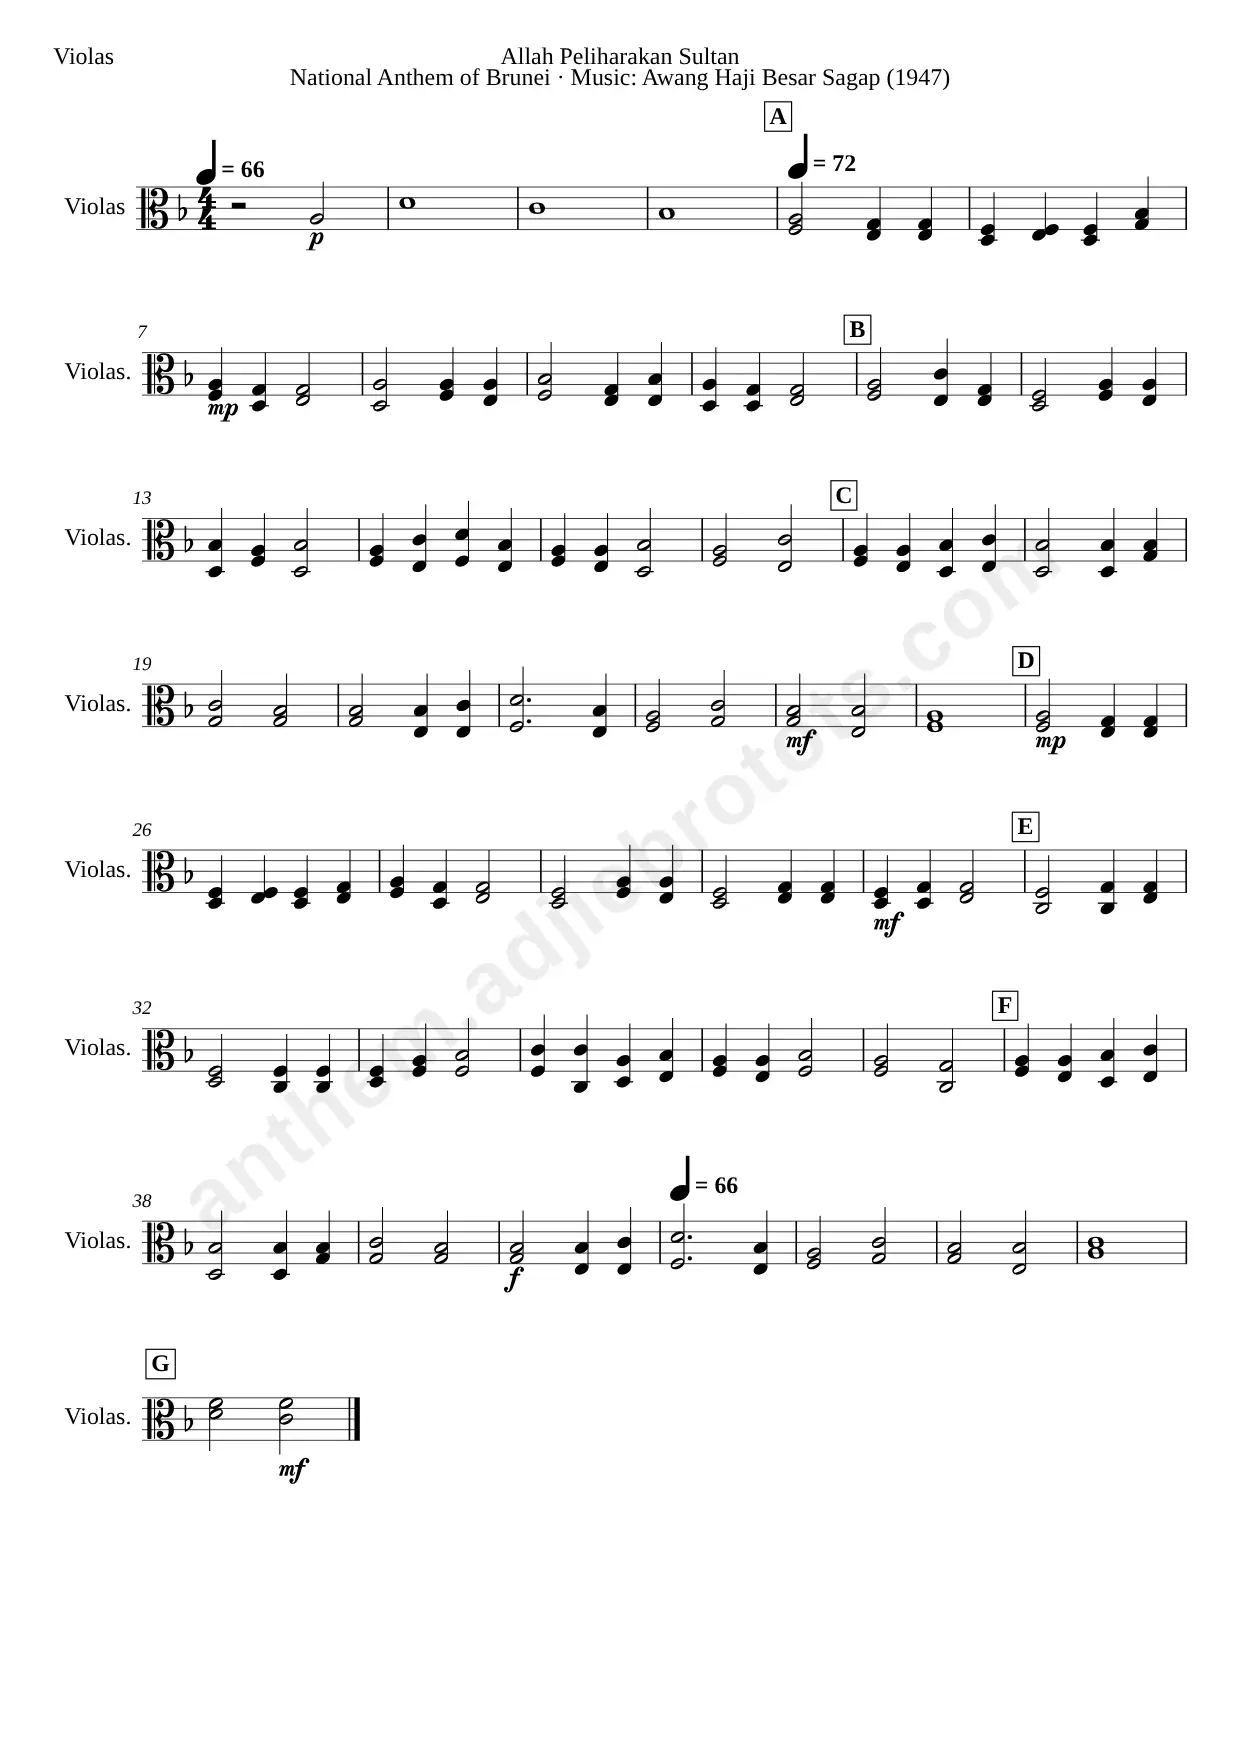 Violas
Allah Peliharakan Sultan
National Anthem of Brunei · Music: Awang Haji Besar Sagap (1947)
A
= 66
= 72
Violas
p
7
B
Violas.
mp
13
C
Violas.
19
D
Violas.
mf
mp
26
E
Violas.
mf
32
F
Violas.
38
= 66
Violas.
f
G
Violas.
mf
anthem.adjiebrotots.com